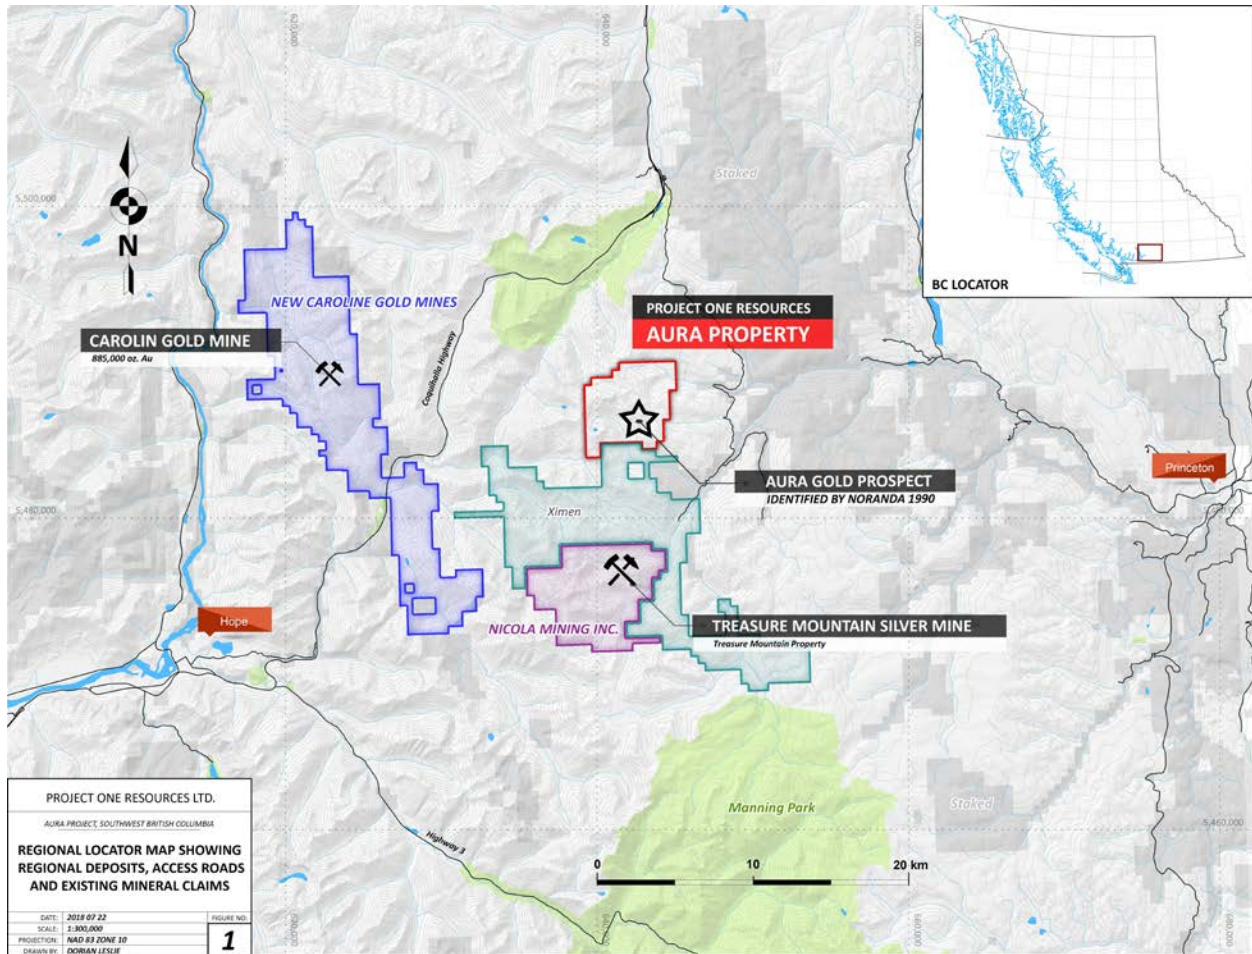 620,000
640,000
BC LOCATOR
Staked
5,500,000
N
NEW CAROLINE GOLD MINES
CAROLIN GOLD MINE
885,000 oz. Au
Coquihalla Highway
PROJECT ONE RESOURCES
AURA PROPERTY
AURA GOLD PROSPECT
IDENTIFIED BY NORANDA 1990
Princeton
5,480,000
Ximen
Hope
NICOLA MINING INC.
TREASURE MOUNTAIN SILVER MINE
Treasure Mountain Property
Manning Park
Staked
5,460,000
Highway 3
0 10 20 km
PROJECT ONE RESOURCES LTD.
AURA PROJECT, SOUTHWEST BRITISH COLUMBIA
REGIONAL LOCATOR MAP SHOWING
REGIONAL DEPOSITS, ACCESS ROADS
AND EXISTING MINERAL CLAIMS
DATE: 2018 07 22
SCALE: 1:300,000
PROJECTION: NAD 83 ZONE 10
DRAWN BY: DORIAN LESLIE
FIGURE NO:
1